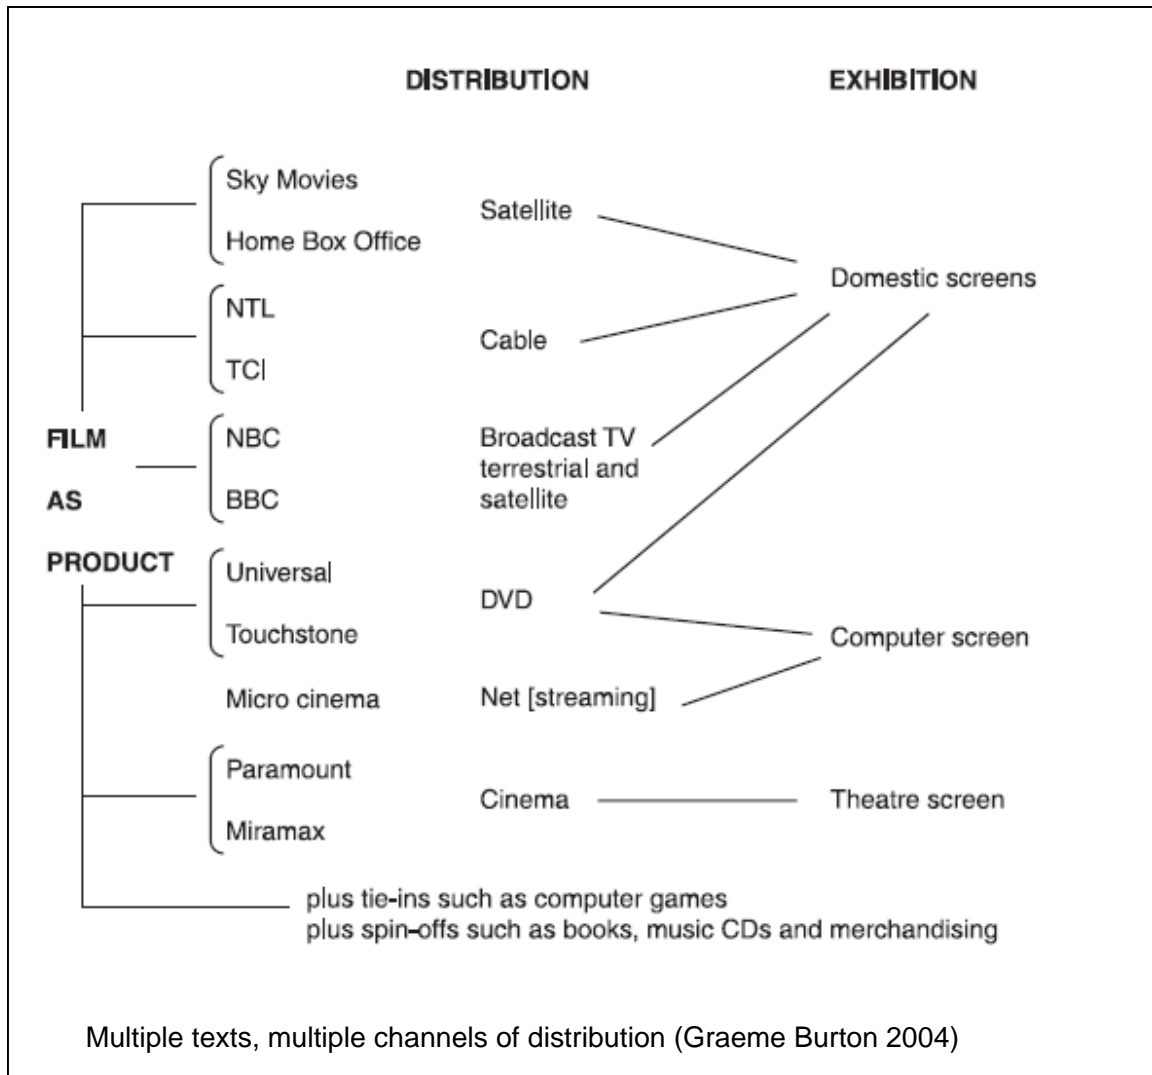 DISTRIBUTION EXHIBITION
Sky Movies
Satellite
Home Box Office
Domestic screens
NTL
Cable
TCI
FILM NBC Broadcast TV
terrestrial and
AS BBC satellite
PRODUCT Universal
DVD
Touchstone Computer screen
Micro cinema Net [streaming]
Paramount
Cinema Theatre screen
Miramax
plus tie-ins such as computer games
plus spin-offs such as books, music CDs and merchandising
Multiple texts, multiple channels of distribution (Graeme Burton 2004)